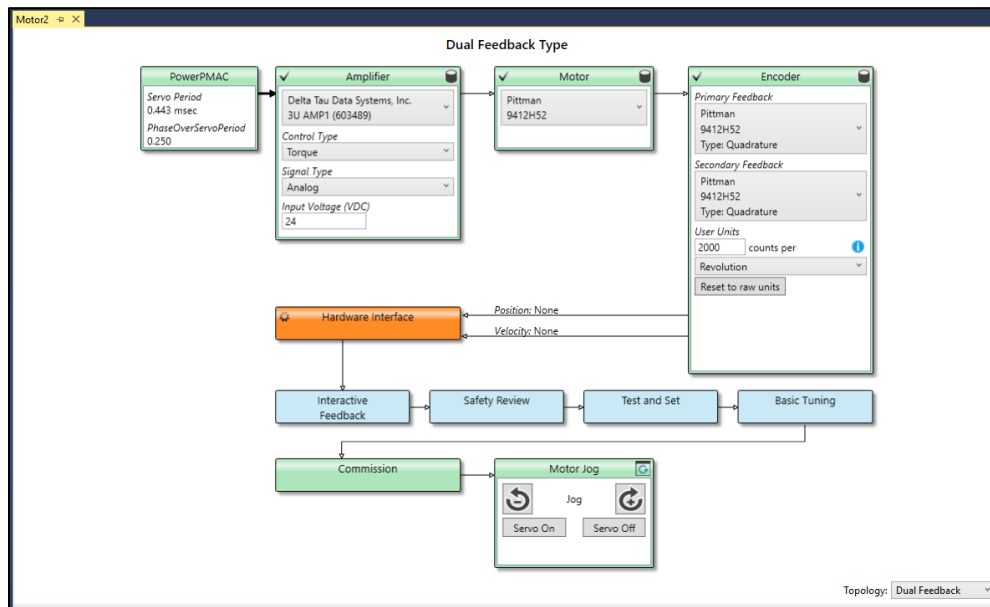 Motor2
Dual Feedback Type
PowerPMAC
Servo Period
0.443 msec
PhaseOverServoPeriod
0.250
Amplifier
Delta Tau Data Systems, Inc.
3U AMP1 (603489)
Control Type
Torque
Signal Type
Analog
Input Voltage (VDC)
24
Motor
Pittman
9412H52
Encoder
Primary Feedback
Pittman
9412H52
Type: Quadrature
Secondary Feedback
Pittman
9412H52
Type: Quadrature
User Units
2000 counts per
Revolution
Reset to raw units
Hardware Interface
Position: None
Velocity: None
Interactive
Feedback
Safety Review
Test and Set
Basic Tuning
Commission
Motor Jog
Jog
Servo On
Servo Off
Topology: Dual Feedback